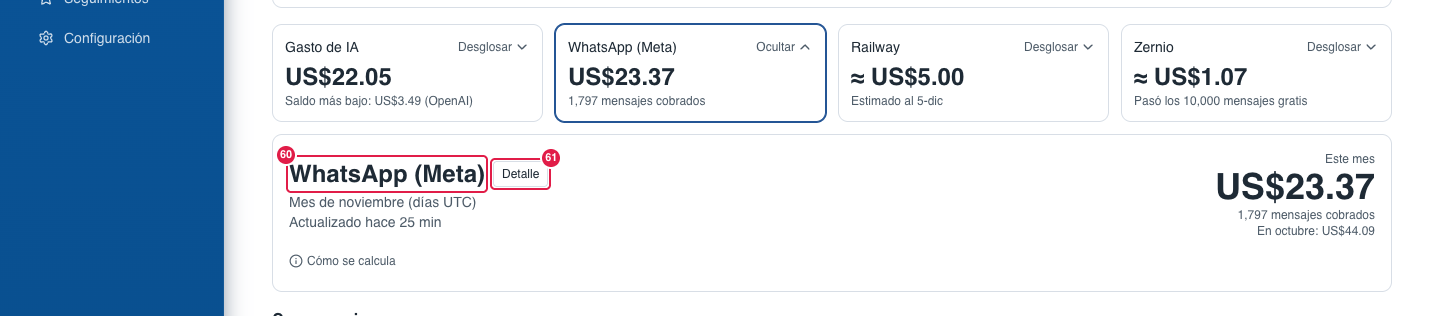 Seguimientos
Configuración
Gasto de IA
Desglosar
US$22.05
Saldo más bajo: US$3.49 (OpenAI)
WhatsApp (Meta)
Ocultar
US$23.37
1,797 mensajes cobrados
Railway
Desglosar
≈ US$5.00
Estimado al 5-dic
Zernio
Desglosar
≈ US$1.07
Pasó los 10,000 mensajes gratis
60
WhatsApp (Meta)
61
Detalle
Mes de noviembre (días UTC)
Actualizado hace 25 min
Cómo se calcula
Este mes
US$23.37
1,797 mensajes cobrados
En octubre: US$44.09